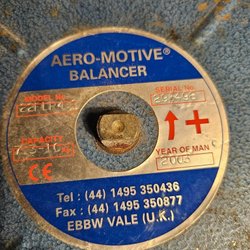 AERO-MOTIVE®
BALANCER
MODEL No.
SERIAL No.
CAPACITY
YEAR OF MAN
2003
CE
Tel : (44) 1495 350436
Fax : (44) 1495 350877
EBBW VALE (U.K.)